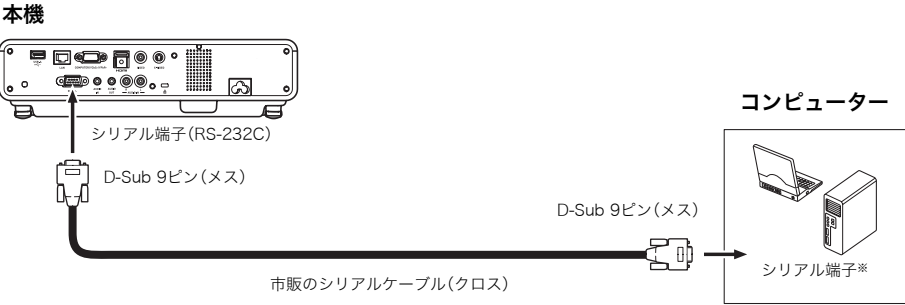 本機
HDMI
シリアル端子(RS-232C)
D-Sub 9ピン(メス)
コンピューター
D-Sub 9ピン(メス)
シリアル端子※
市販のシリアルケーブル(クロス)